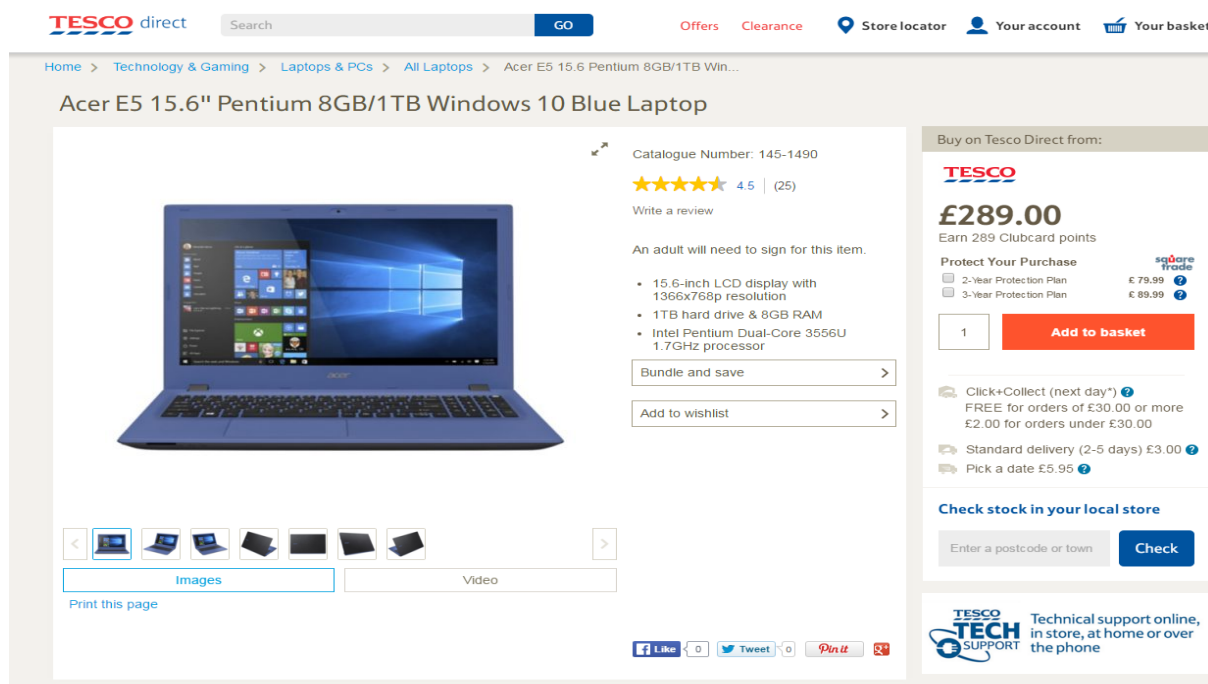 TESCO direct
Search
GO
Offers
Clearance
Store locator
Your account
Your basket
Home > Technology & Gaming > Laptops & PCs > All Laptops > Acer E5 15.6 Pentium 8GB/1TB Win...
Acer E5 15.6" Pentium 8GB/1TB Windows 10 Blue Laptop
acer
Images
Video
Print this page
Catalogue Number: 145-1490
4.5 (25)
Write a review
An adult will need to sign for this item.
• 15.6-inch LCD display with
1366x768p resolution
• 1TB hard drive & 8GB RAM
• Intel Pentium Dual-Core 3556U
1.7GHz processor
Bundle and save
Add to wishlist
Like 0
Tweet 0
Pin it
g+
Buy on Tesco Direct from:
TESCO
£289.00
Earn 289 Clubcard points
Protect Your Purchase
square
trade
2-Year Protection Plan £ 79.99 ?
3-Year Protection Plan £ 89.99 ?
1
Add to basket
Click+Collect (next day*) ?
FREE for orders of £30.00 or more
£2.00 for orders under £30.00
Standard delivery (2-5 days) £3.00 ?
Pick a date £5.95 ?
Check stock in your local store
Enter a postcode or town
Check
TESCO
TECH
SUPPORT
Technical support online,
in store, at home or over
the phone